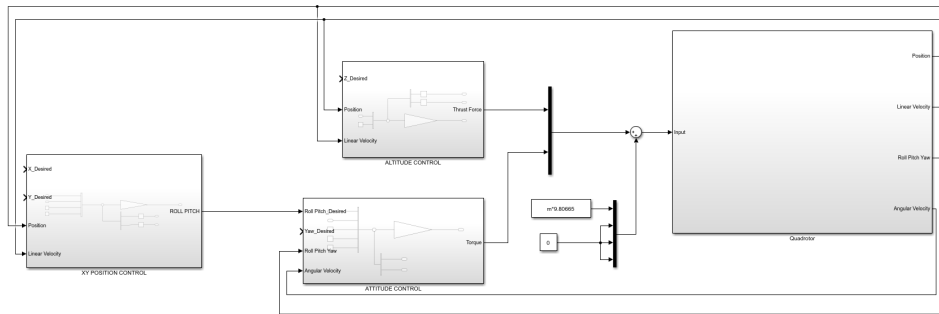 Z_Desired
Position
Thrust Force
Linear Velocity
ALTITUDE CONTROL
X_Desired
Y_Desired
ROLL PITCH
Position
Linear Velocity
XY POSITION CONTROL
Roll Pitch_Desired
Yaw_Desired
Roll Pitch Yaw
Torque
Angular Velocity
ATTITUDE CONTROL
m*9.80665
0
Input
Position
Linear Velocity
Roll Pitch Yaw
Angular Velocity
Quadrotor